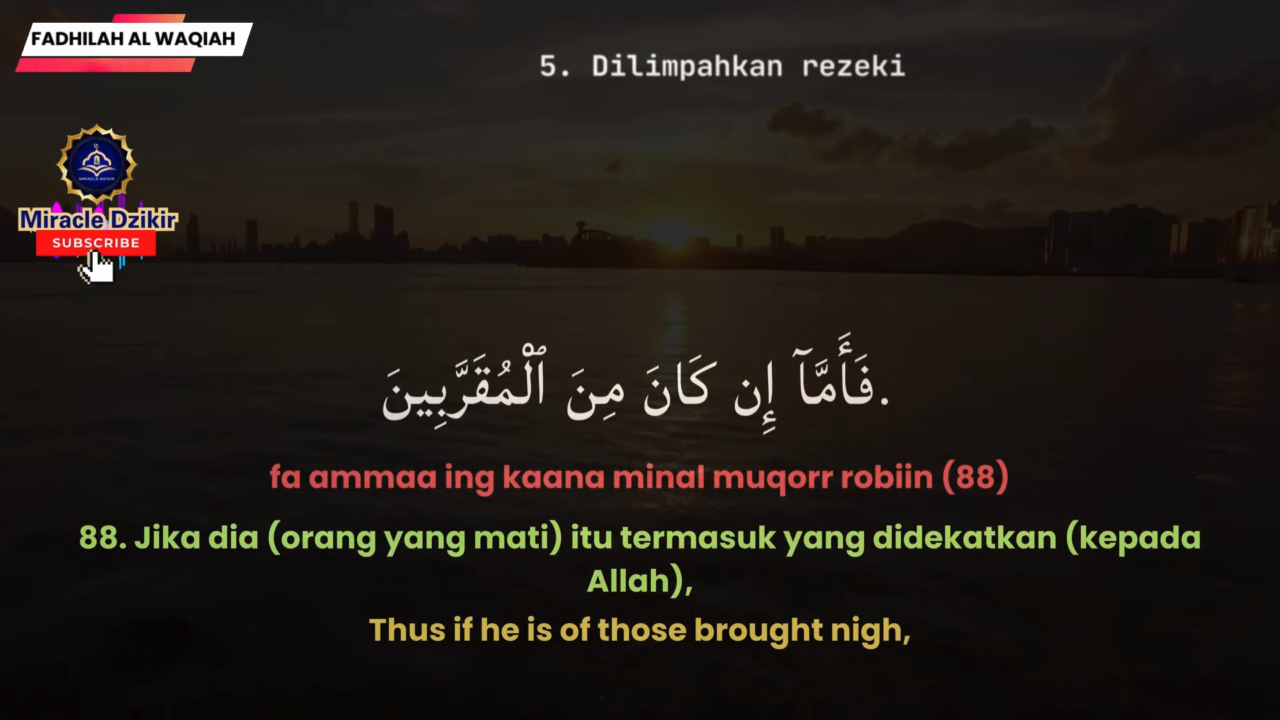 FADHILAH AL WAQIAH
5. Dilimpahkan rezeki
MIRACLE DZIKIR
Miracle Dzikir
SUBSCRIBE
فَأَمَّآ إِن كَانَ مِنَ ٱلْمُقَرَّبِينَ.
fa ammaa ing kaana minal muqorr robiin (88)
88. Jika dia (orang yang mati) itu termasuk yang didekatkan (kepada
Allah),
Thus if he is of those brought nigh,